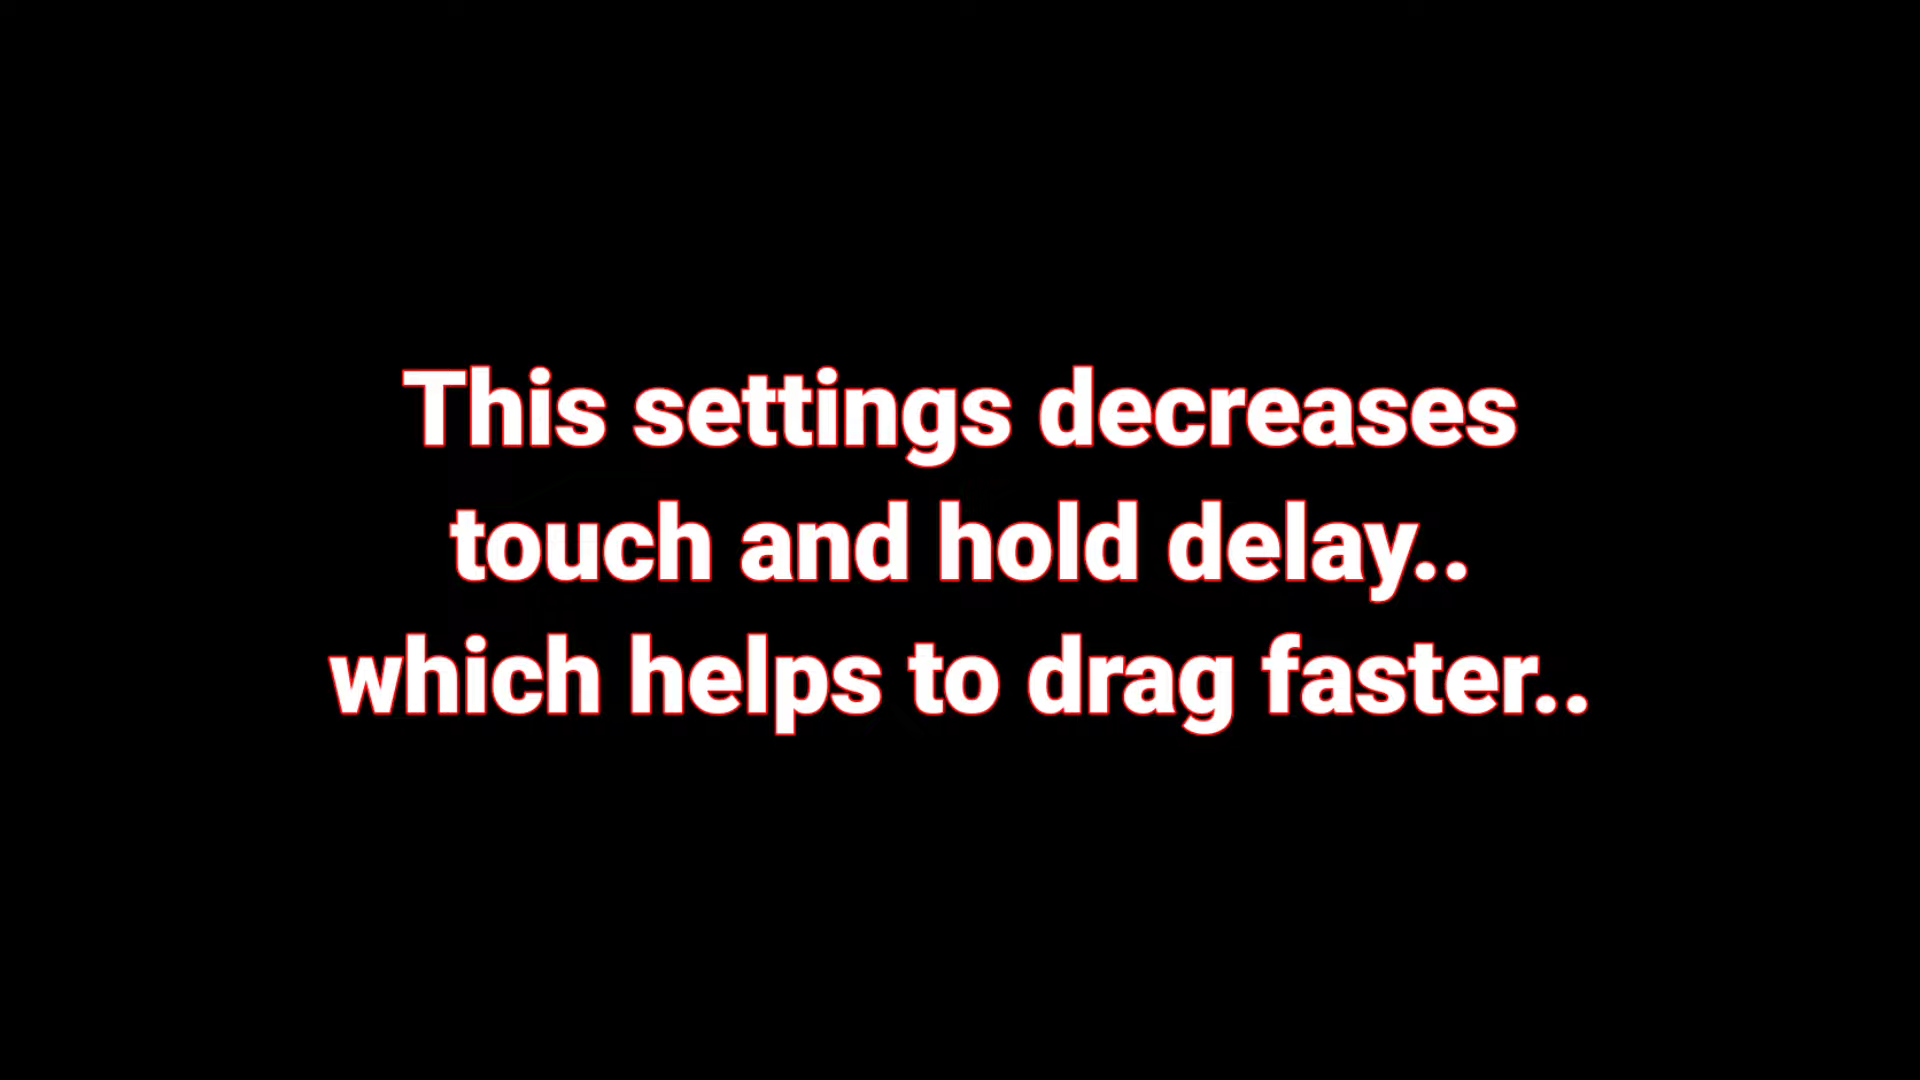 This settings decreases
touch and hold delay..
which helps to drag faster..